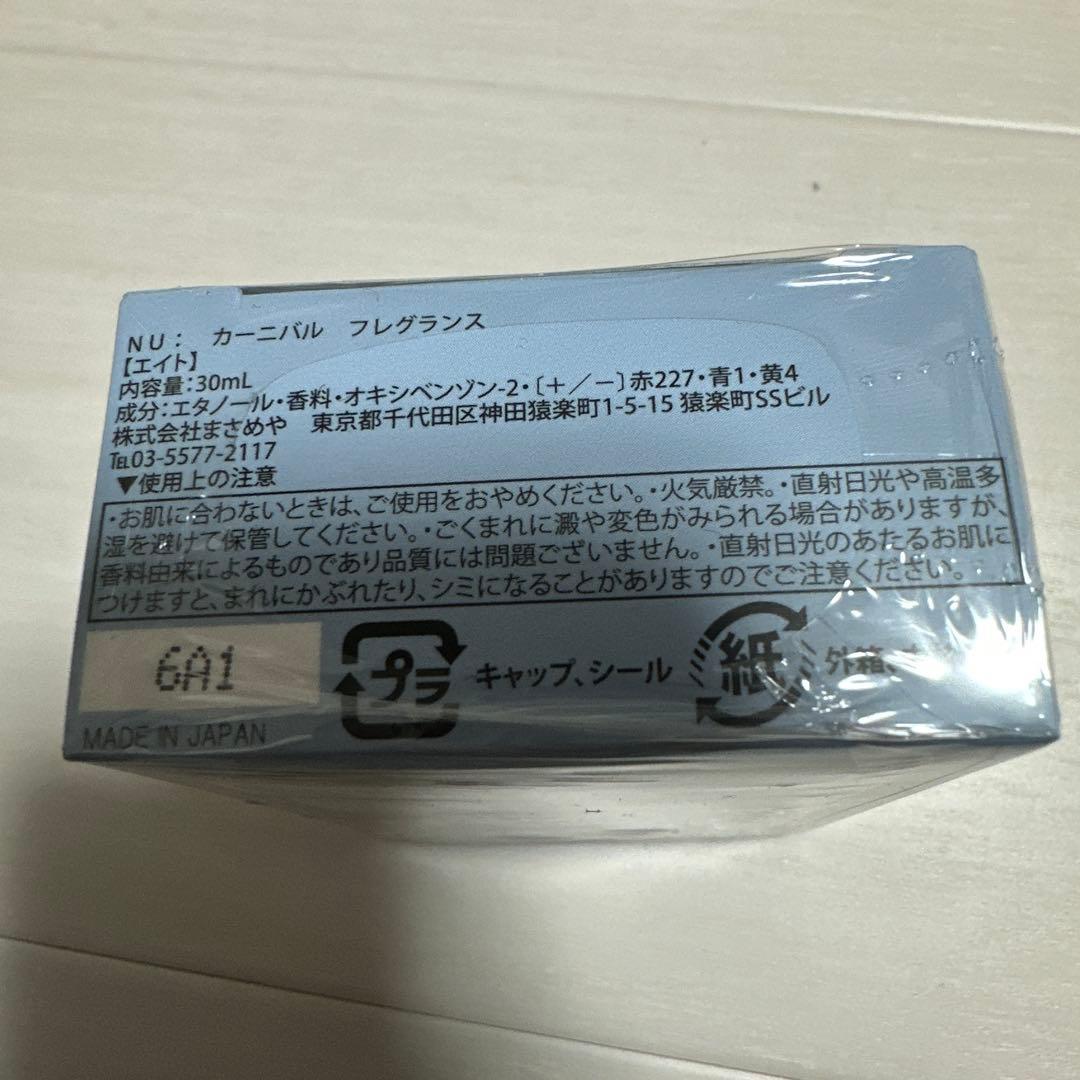 NU： カーニバル フレグランス
【エイト】
内容量：30mL
成分：エタノール・香料・オキシベンゾン-2・〔＋／－〕赤227・青1・黄4
株式会社まさめや 東京都千代田区神田猿楽町1-5-15 猿楽町SSビル
℡03-5577-2117
▼使用上の注意
・お肌に合わないときは、ご使用をおやめください。・火気厳禁。・直射日光や高温多
湿を避けて保管してください。・ごくまれに澱や変色がみられる場合がありますが、
香料由来によるものであり品質には問題ございません。・直射日光のあたるお肌に
つけますと、まれにかぶれたり、シミになることがありますのでご注意ください。
6A1
プラ キャップ、シール
紙 外箱、
MADE IN JAPAN